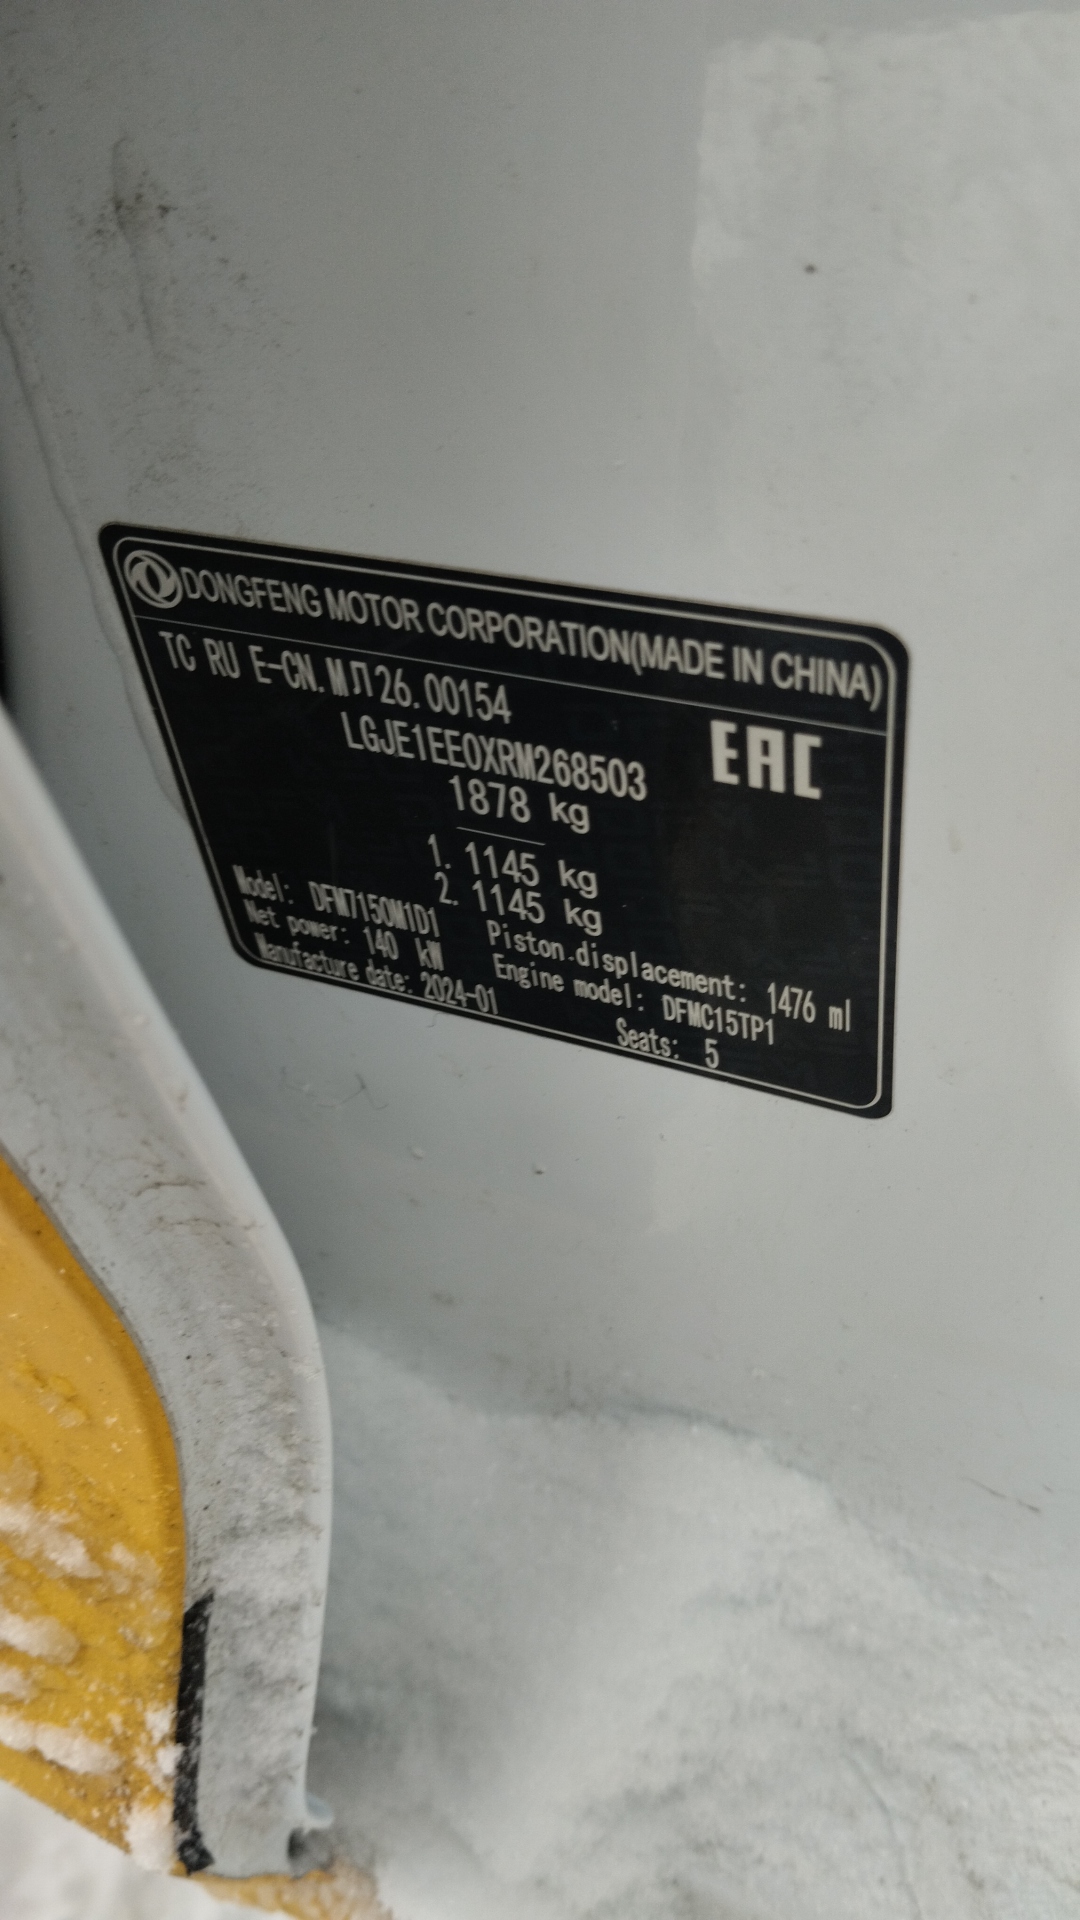 DONGFENG MOTOR CORPORATION(MADE IN CHINA)
TC RU E-CN.МЛ26.00154
EAC
LGJE1EE0XRM268503
1878 kg
1. 1145 kg
2. 1145 kg
Model: DFM7150M1D1 Piston.displacement: 1476 ml
Net power: 140 kW Engine model: DFMC15TP1
Manufacture date: 2024-01 Seats: 5